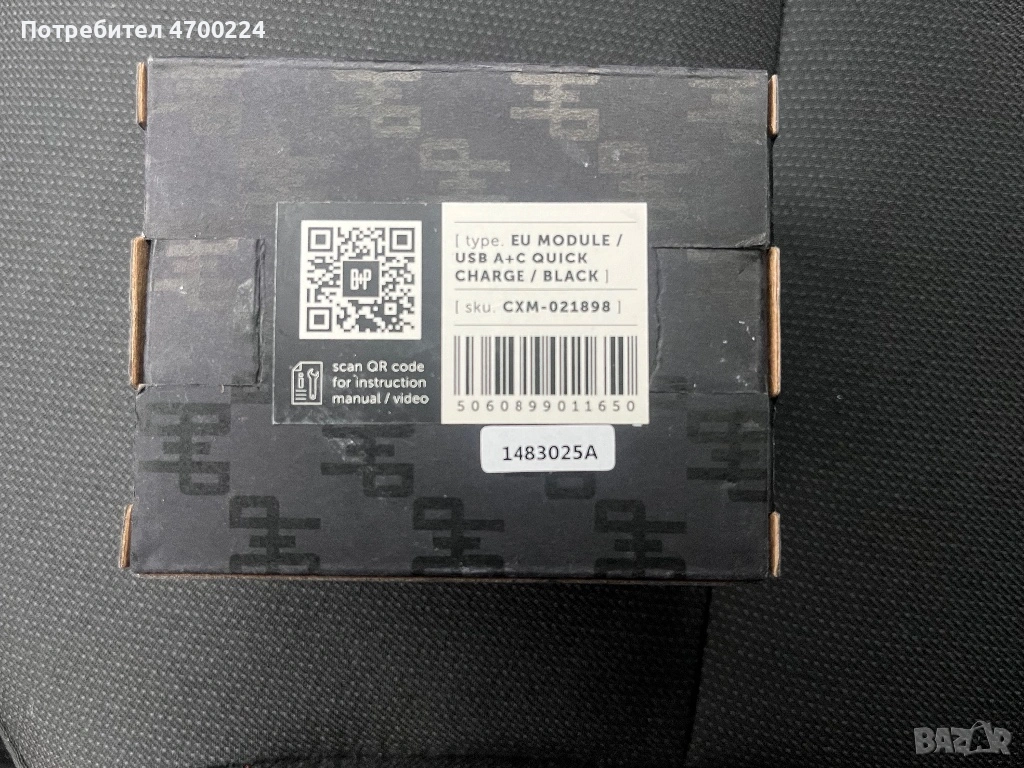 Потребител 4700224
[ type. EU MODULE /
USB A+C QUICK
CHARGE / BLACK ]
[ sku. CXM-021898 ]
scan QR code
for instruction
manual / video
5060899011650
1483025A
BAZAR